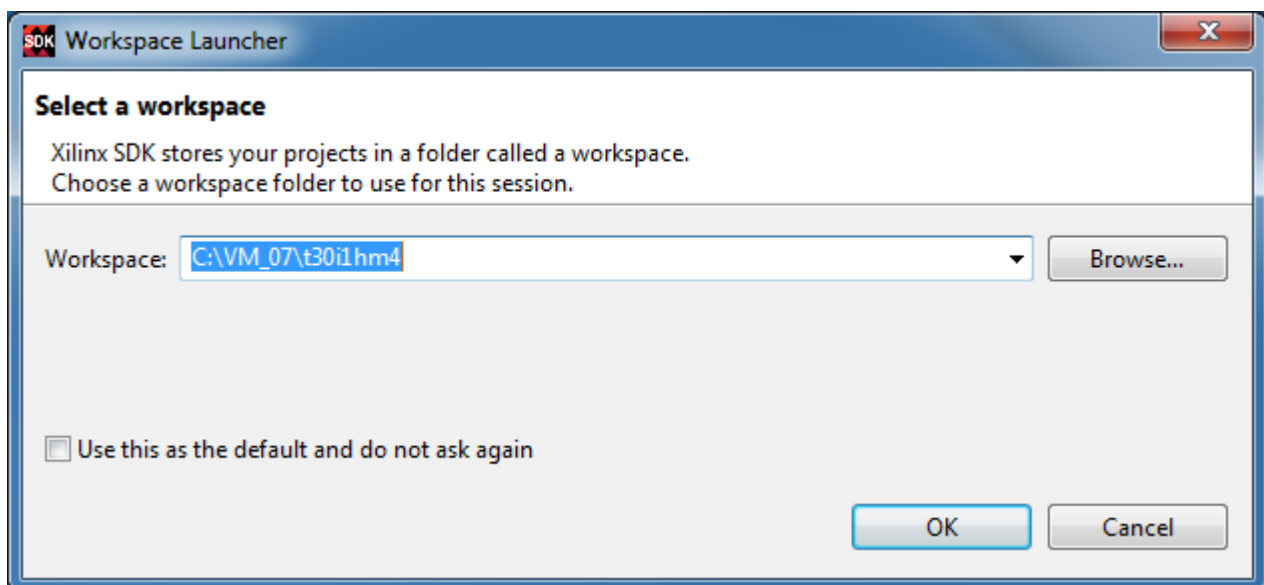 SDK Workspace Launcher
Select a workspace
Xilinx SDK stores your projects in a folder called a workspace.
Choose a workspace folder to use for this session.
Workspace: C:\VM_07\t30i1hm4 Browse...
Use this as the default and do not ask again
OK Cancel